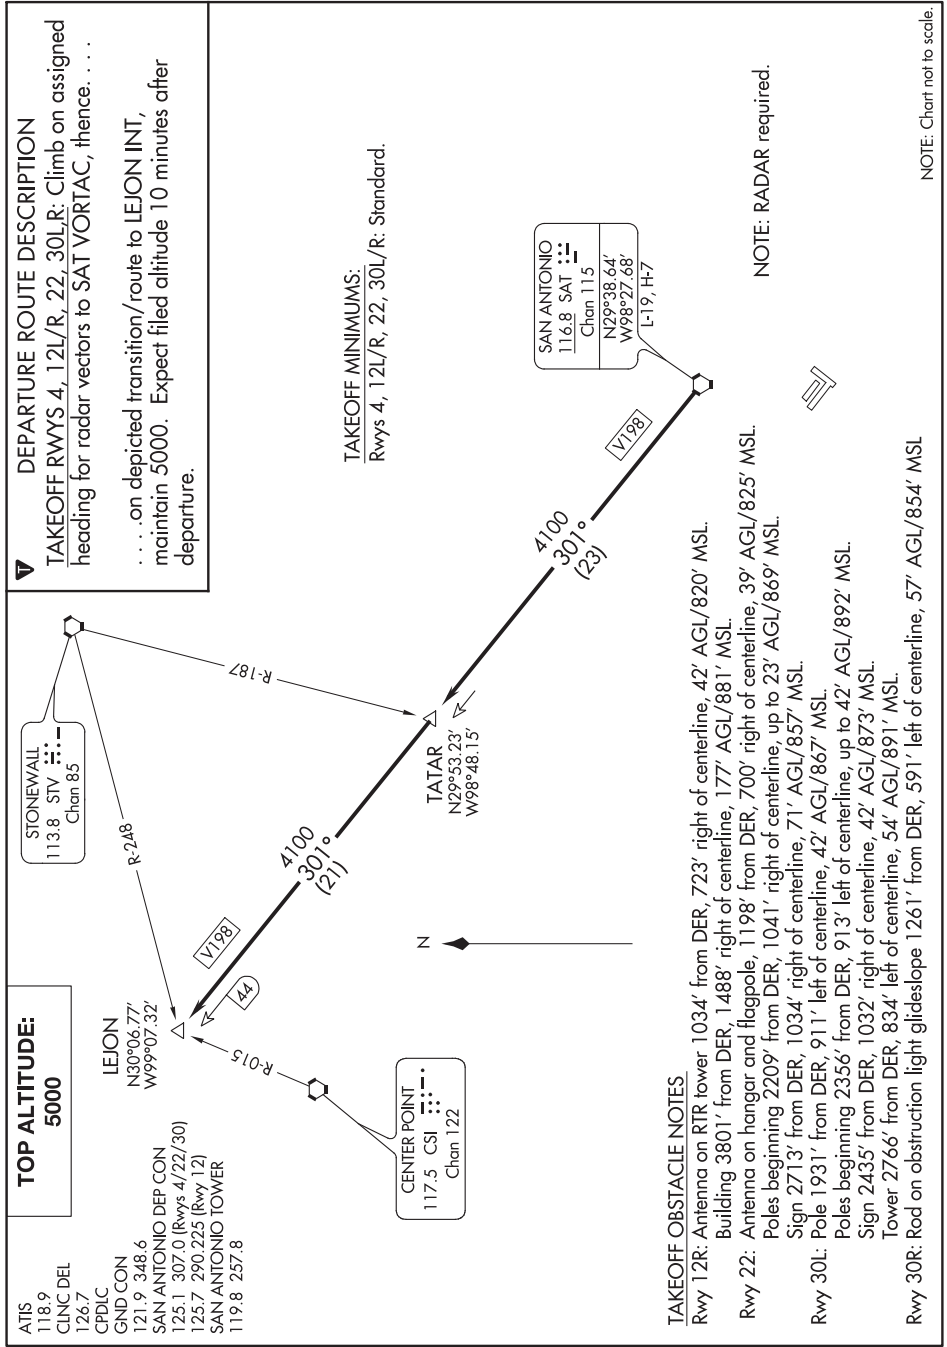 ATIS
118.9
CLNC DEL
126.7
CPDLC
GND CON
121.9 348.6
SAN ANTONIO DEP CON
125.1 307.0 (Rwys 4/22/30)
125.7 290.225 (Rwy 12)
SAN ANTONIO TOWER
119.8 257.8
TOP ALTITUDE:
5000
T
DEPARTURE ROUTE DESCRIPTION
TAKEOFF RWYS 4, 12L/R, 22, 30L,R: Climb on assigned
heading for radar vectors to SAT VORTAC, thence. . . .
. . . .on depicted transition/route to LEJON INT,
maintain 5000. Expect filed altitude 10 minutes after
departure.
STONEWALL
113.8 STV
Chan 85
R-248
R-187
LEJON
N30°06.77'
W99°07.32'
44
R-015
CENTER POINT
117.5 CSI
Chan 122
V198
4100
301°
(21)
TATAR
N29°53.23'
W98°48.15'
N
4100
301°
(23)
V198
TAKEOFF MINIMUMS:
Rwys 4, 12L/R, 22, 30L/R: Standard.
SAN ANTONIO
116.8 SAT
Chan 115
N29°38.64'
W98°27.68'
L-19, H-7
NOTE: RADAR required.
NOTE: Chart not to scale.
TAKEOFF OBSTACLE NOTES
Rwy 12R: Antenna on RTR tower 1034' from DER, 723' right of centerline, 42' AGL/820' MSL.
Building 3801' from DER, 1488' right of centerline, 177' AGL/881' MSL.
Rwy 22: Antenna on hangar and flagpole, 1198' from DER, 700' right of centerline, 39' AGL/825' MSL.
Poles beginning 2209' from DER, 1041' right of centerline, up to 23' AGL/869' MSL.
Sign 2713' from DER, 1034' right of centerline, 71' AGL/857' MSL.
Rwy 30L: Pole 1931' from DER, 911' left of centerline, 42' AGL/867' MSL.
Poles beginning 2356' from DER, 913' left of centerline, up to 42' AGL/892' MSL.
Sign 2435' from DER, 1032' right of centerline, 42' AGL/873' MSL.
Tower 2766' from DER, 834' left of centerline, 54' AGL/891' MSL.
Rwy 30R: Rod on obstruction light glideslope 1261' from DER, 591' left of centerline, 57' AGL/854' MSL